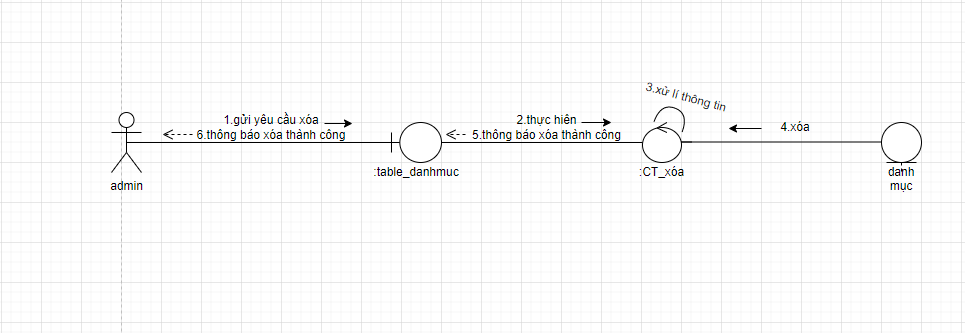 1.gửi yêu cầu xóa
6.thông báo xóa thành công
2.thực hiên
5.thông báo xóa thành công
3.xử lí thông tin
4.xóa
admin
:table_danhmuc
:CT_xóa
danh
mục